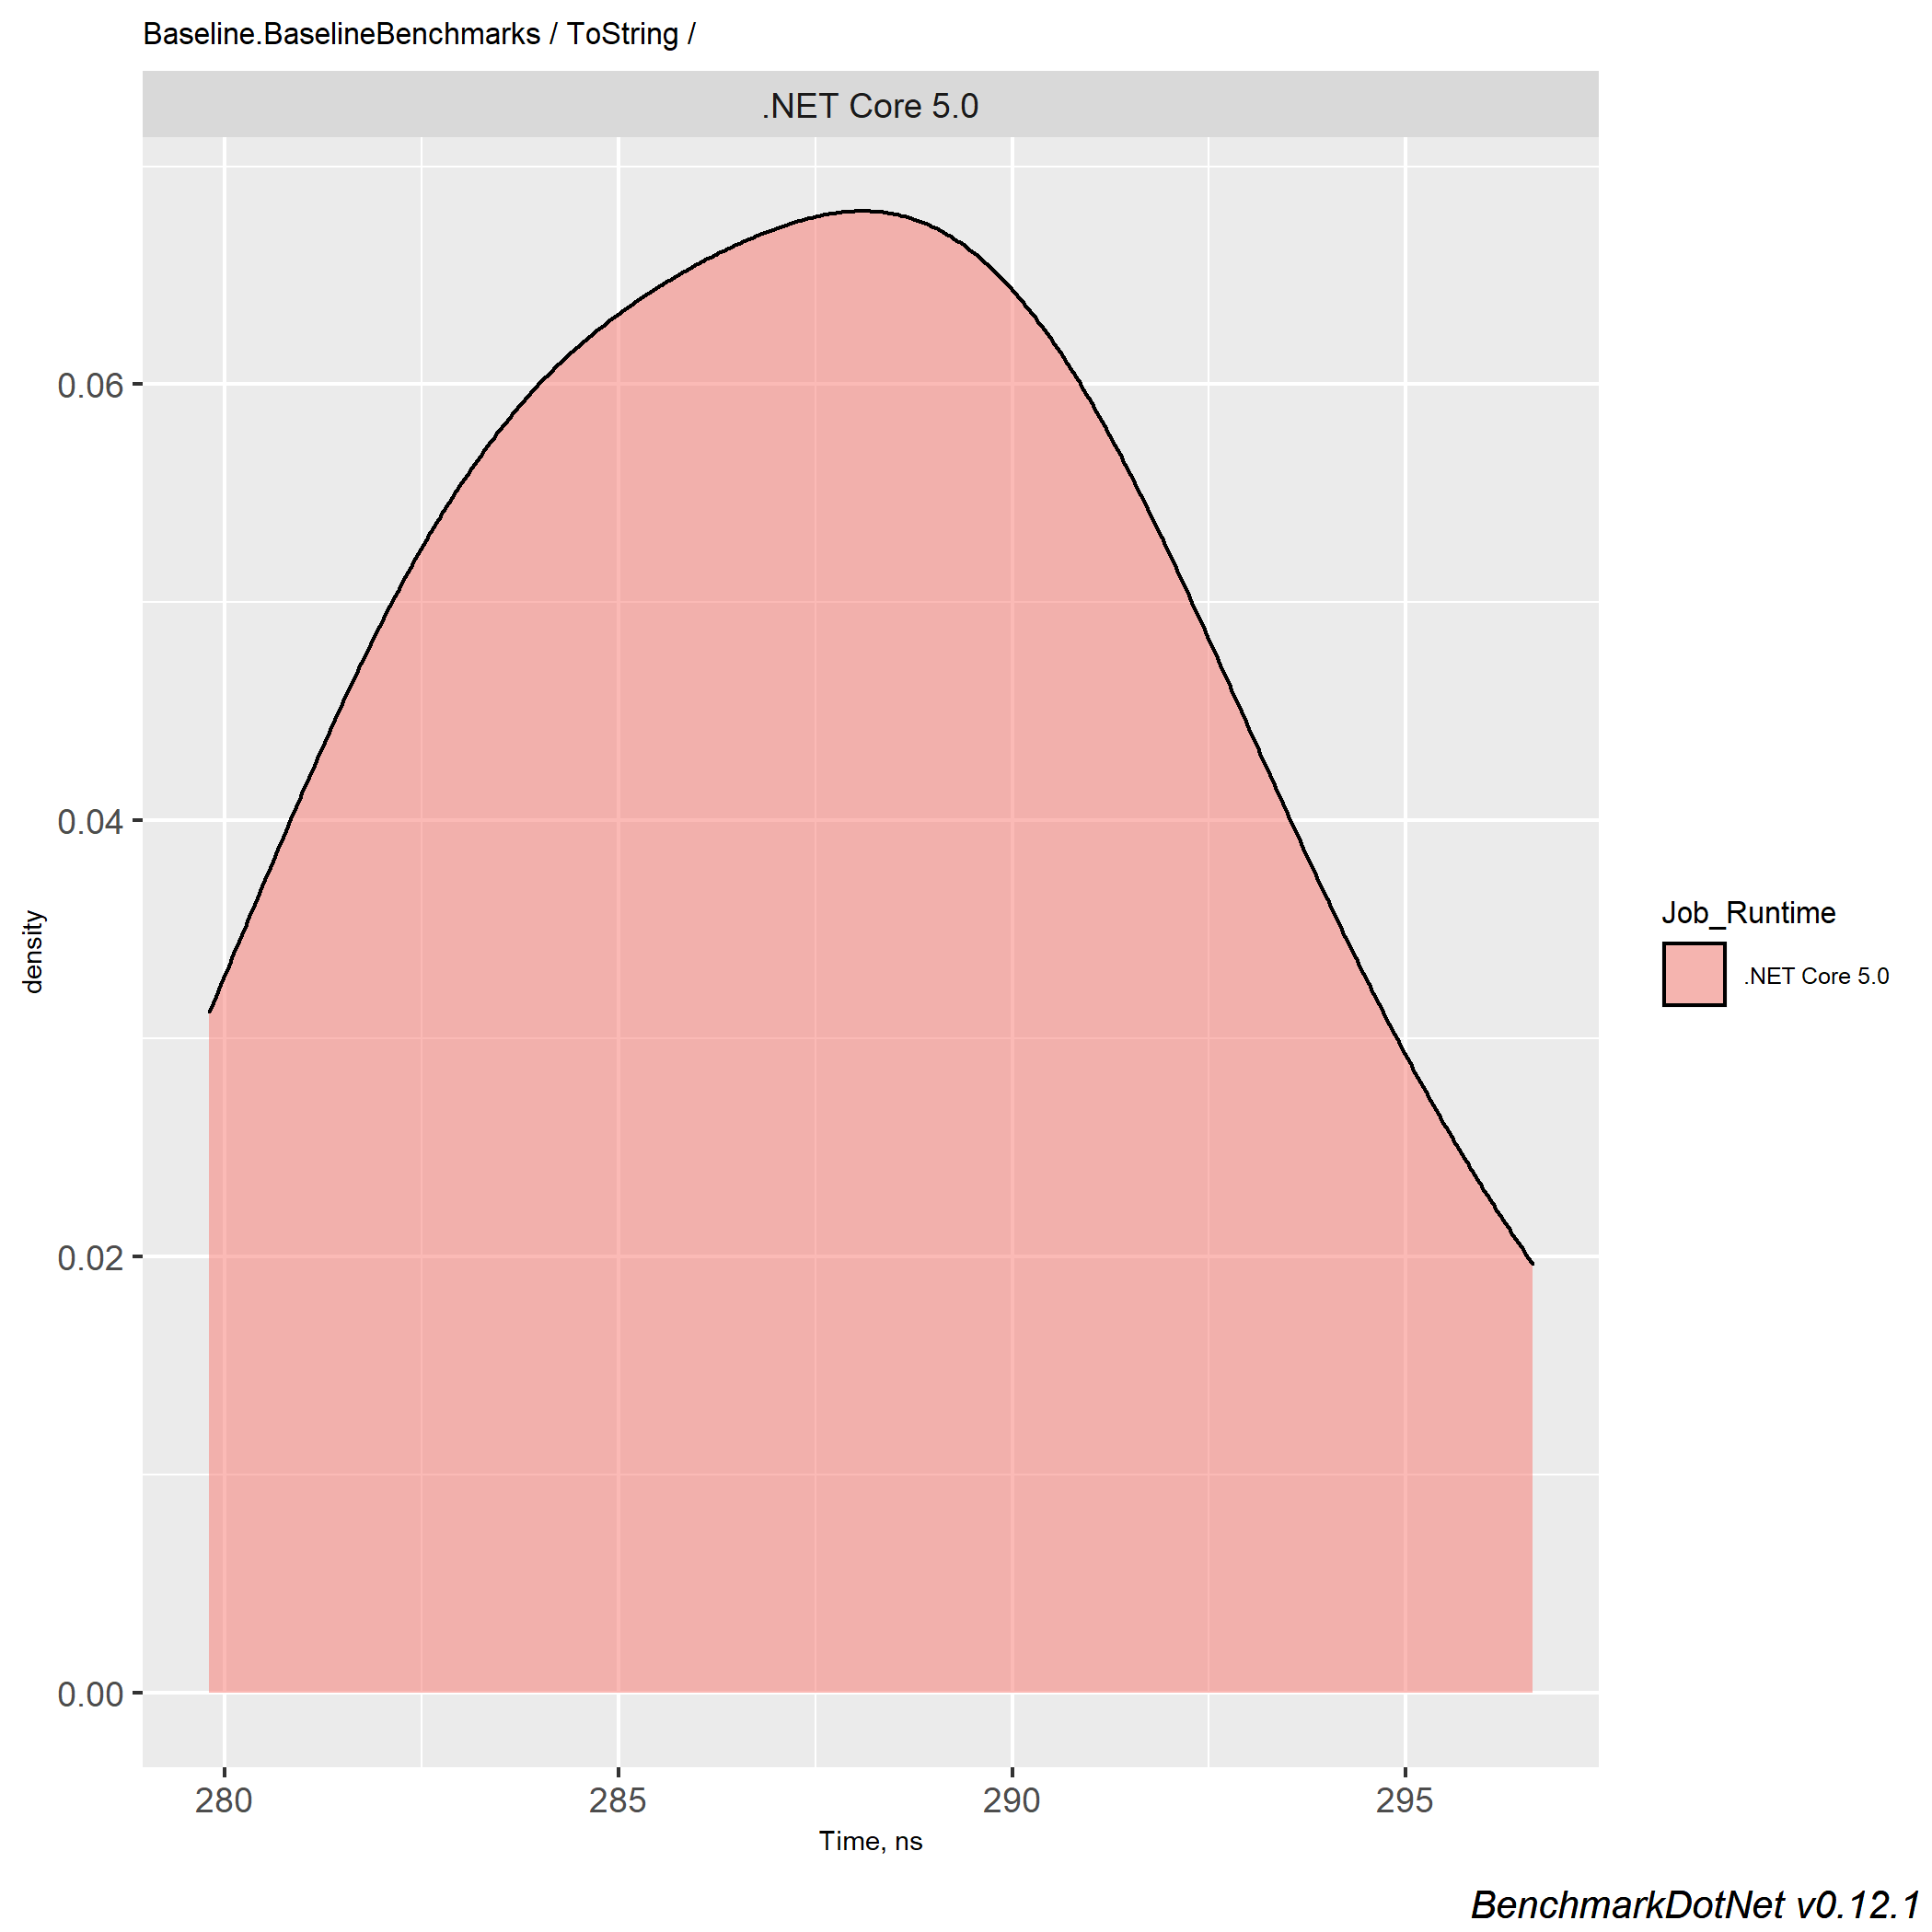 Baseline.BaselineBenchmarks / ToString /
.NET Core 5.0
0.06
0.04
0.02
0.00
density
280 285 290 295
Time, ns
Job_Runtime
.NET Core 5.0
BenchmarkDotNet v0.12.1